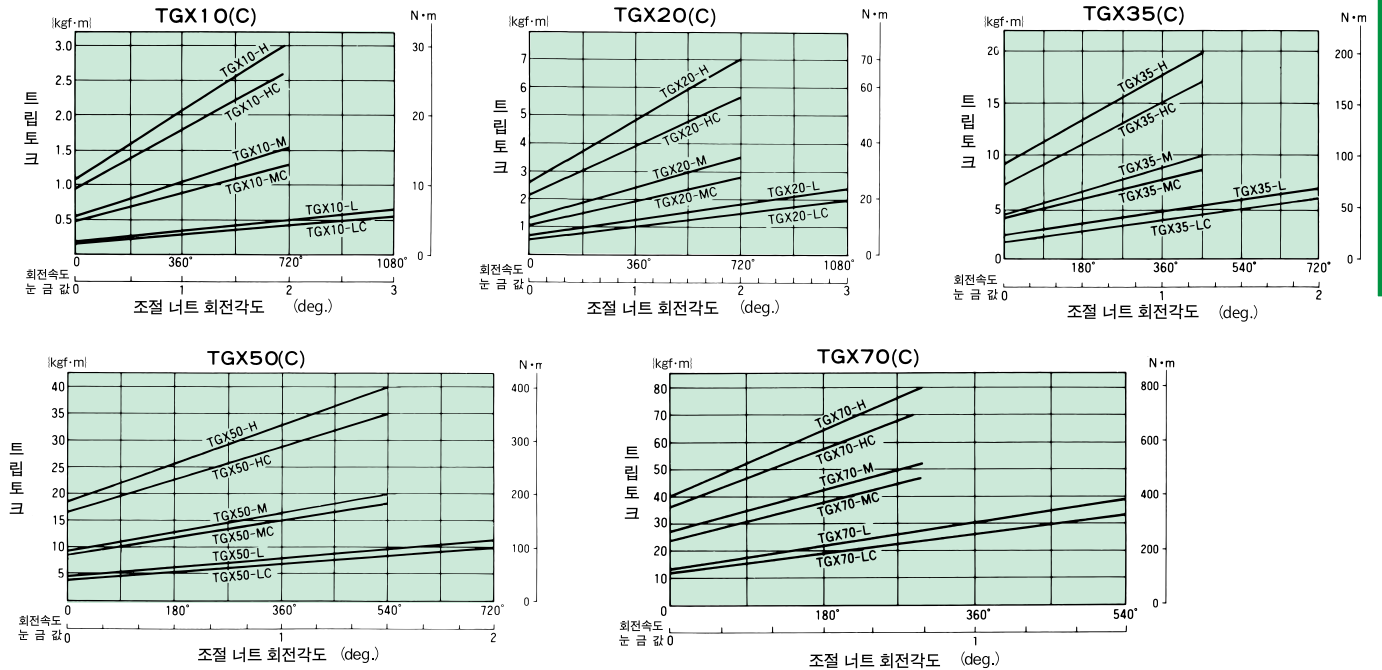 TGX10(C)
[kgf·m]
N·m
3.0
2.5
2.0
1.5
1.0
0.5
30
20
10
0
트립토크
TGX10-H
TGX10-HC
TGX10-M
TGX10-MC
TGX10-L
TGX10-LC
0 360° 720° 1080°
회전속도
눈 금 값 0 1 2 3
조절 너트 회전각도 (deg.)
TGX20(C)
[kgf·m]
N·m
7
6
5
4
3
2
1
70
60
40
20
0
트립토크
TGX20-H
TGX20-HC
TGX20-M
TGX20-MC
TGX20-L
TGX20-LC
0 360° 720° 1080°
회전속도
눈 금 값 0 1 2 3
조절 너트 회전각도 (deg.)
TGX35(C)
[kgf·m]
N·m
20
15
10
5
0
200
150
100
50
0
트립토크
TGX35-H
TGX35-HC
TGX35-M
TGX35-MC
TGX35-L
TGX35-LC
180° 360° 540° 720°
회전속도
눈 금 값 0 1 2
조절 너트 회전각도 (deg.)
TGX50(C)
[kgf·m]
N·m
40
35
30
25
20
15
10
5
400
300
200
100
0
트립토크
TGX50-H
TGX50-HC
TGX50-M
TGX50-MC
TGX50-L
TGX50-LC
0 180° 360° 540° 720°
회전속도
눈 금 값 0 1 2
조절 너트 회전각도 (deg.)
TGX70(C)
[kgf·m]
N·m
80
70
60
50
40
30
20
10
800
600
400
200
0
트립토크
TGX70-H
TGX70-HC
TGX70-M
TGX70-MC
TGX70-L
TGX70-LC
0 180° 360° 540°
회전속도
눈 금 값 0 1
조절 너트 회전각도 (deg.)